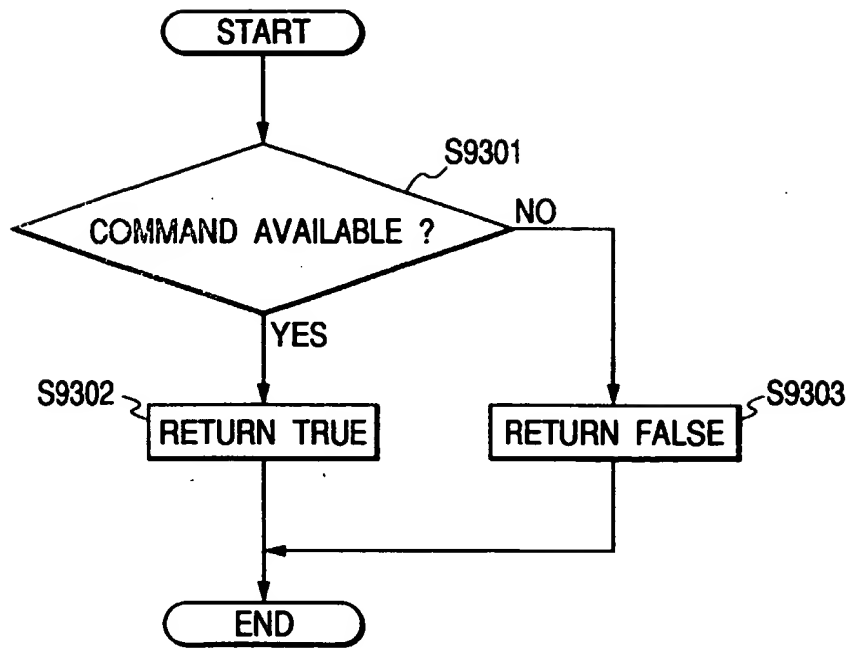 START
S9301
COMMAND AVAILABLE ?
NO
YES
S9302
RETURN TRUE
S9303
RETURN FALSE
END